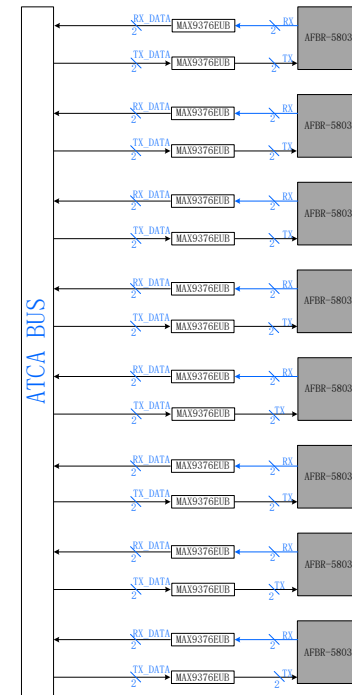 ATCA BUS
RX_DATA
2
MAX9376EUB
RX
2
AFBR-5803
TX_DATA
2
MAX9376EUB
TX
2
RX_DATA
2
MAX9376EUB
RX
2
AFBR-5803
TX_DATA
2
MAX9376EUB
TX
2
RX_DATA
2
MAX9376EUB
RX
2
AFBR-5803
TX_DATA
2
MAX9376EUB
TX
2
RX_DATA
2
MAX9376EUB
RX
2
AFBR-5803
TX_DATA
2
MAX9376EUB
TX
2
RX_DATA
2
MAX9376EUB
RX
2
AFBR-5803
TX_DATA
2
MAX9376EUB
TX
2
RX_DATA
2
MAX9376EUB
RX
2
AFBR-5803
TX_DATA
2
MAX9376EUB
TX
2
RX_DATA
2
MAX9376EUB
RX
2
AFBR-5803
TX_DATA
2
MAX9376EUB
TX
2
RX_DATA
2
MAX9376EUB
RX
2
AFBR-5803
TX_DATA
2
MAX9376EUB
TX
2